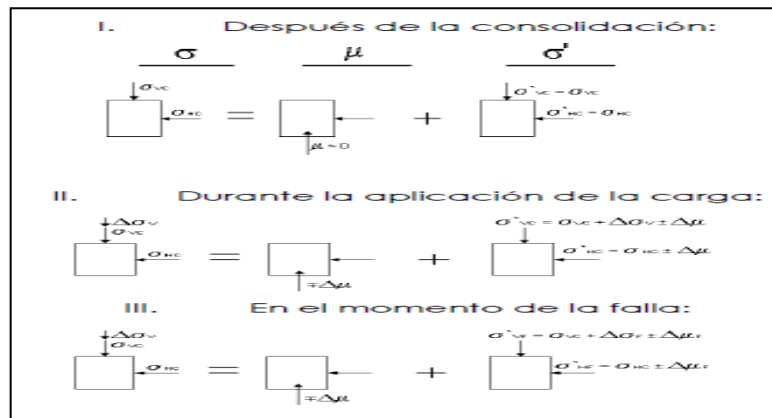 I. Después de la consolidación:
σ μ σ'
σVC σ'VC = σVC
σHC = + σ'HC = σHC
μ = 0
II. Durante la aplicación de la carga:
ΔσV σ'VC = σVC + ΔσV ± Δμ
σVC
σHC = + σ'HC = σHC ± Δμ
∓Δμ
III. En el momento de la falla:
ΔσV σ'VF = σVC + ΔσF ± ΔμF
σVC
σHC = + σ'HF = σHC ± ΔμF
∓Δμ